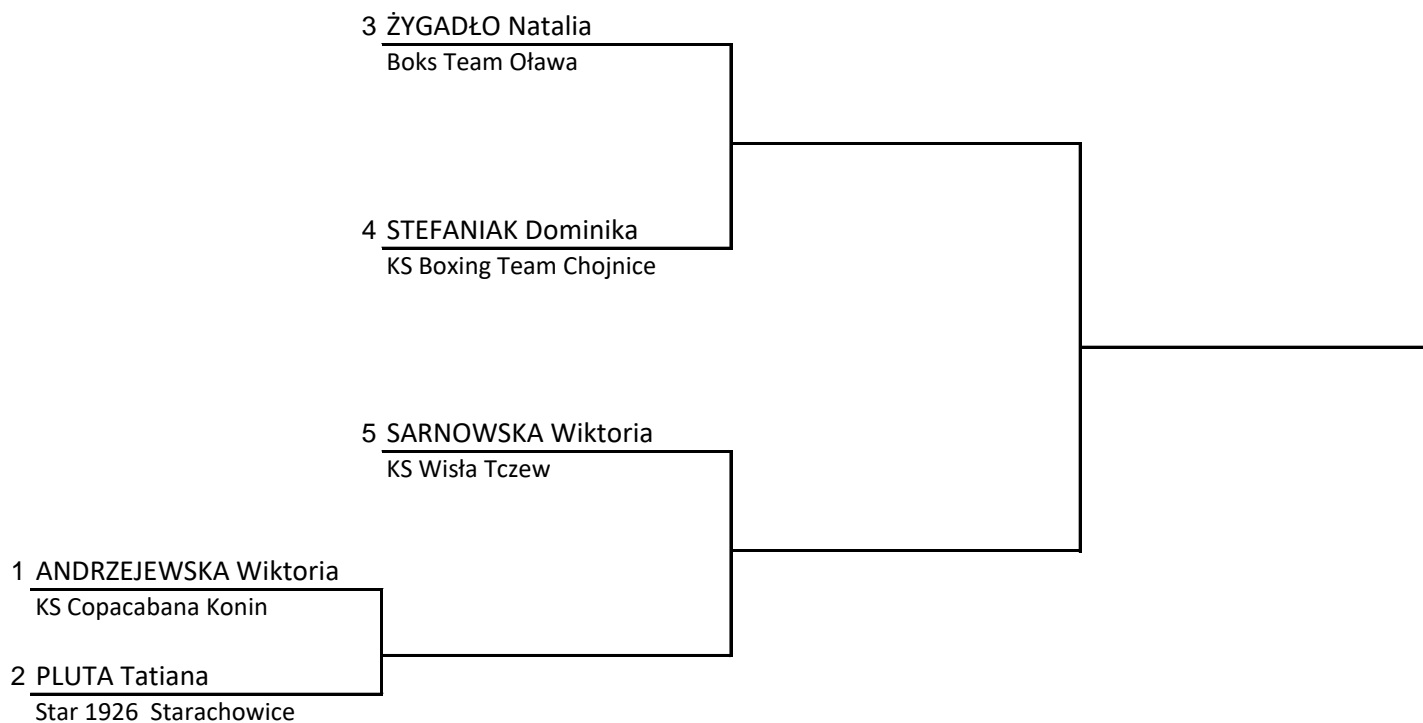 3 ŻYGADŁO Natalia
Boks Team Oława
4 STEFANIAK Dominika
KS Boxing Team Chojnice
5 SARNOWSKA Wiktoria
KS Wisła Tczew
1 ANDRZEJEWSKA Wiktoria
KS Copacabana Konin
2 PLUTA Tatiana
Star 1926  Starachowice